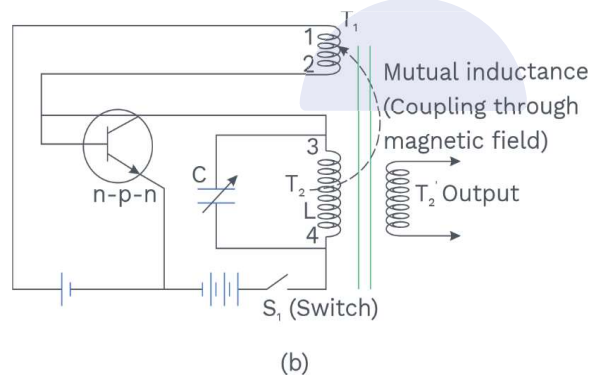 T₁
1
2
Mutual inductance
(Coupling through
magnetic field)
3
C
T₂
L
4
n-p-n
T₂' Output
S₁ (Switch)
(b)